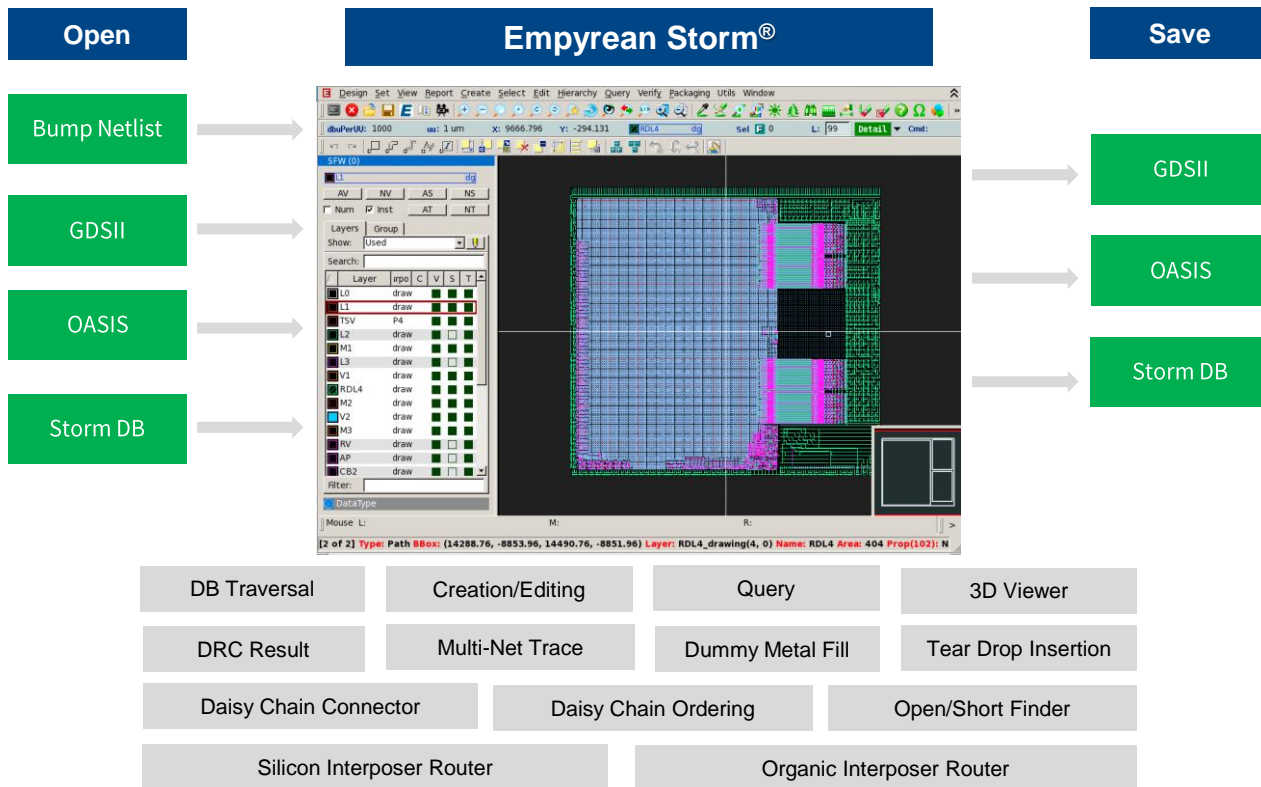 Open
Empyrean Storm®
Save
Bump Netlist
GDSII
OASIS
Storm DB
Design Set View Report Create Select Edit Hierarchy Query Verify Packaging Utils Window
dbuPerUU: 1000 uu: 1 um X: 9666.796 Y: -294.131 RDL4 dg Sel F 0 L: 99 Detail Cmd:
SFW (0)
L1 dg
AV NV AS NS
Num Inst AT NT
Layers Group
Show: Used
Search:
Layer irpo C V S T
L0 draw
L1 draw
TSV P4
L2 draw
M1 draw
L3 draw
V1 draw
RDL4 draw
M2 draw
V2 draw
M3 draw
RV draw
AP draw
CB2 draw
Filter:
DataType
Mouse L: M: R:
[2 of 2] Type: Path BBox: (14288.76, -8853.96, 14490.76, -8851.96) Layer: RDL4_drawing(4, 0) Name: RDL4 Area: 404 Prop(102): N
GDSII
OASIS
Storm DB
DB Traversal
Creation/Editing
Query
3D Viewer
DRC Result
Multi-Net Trace
Dummy Metal Fill
Tear Drop Insertion
Daisy Chain Connector
Daisy Chain Ordering
Open/Short Finder
Silicon Interposer Router
Organic Interposer Router